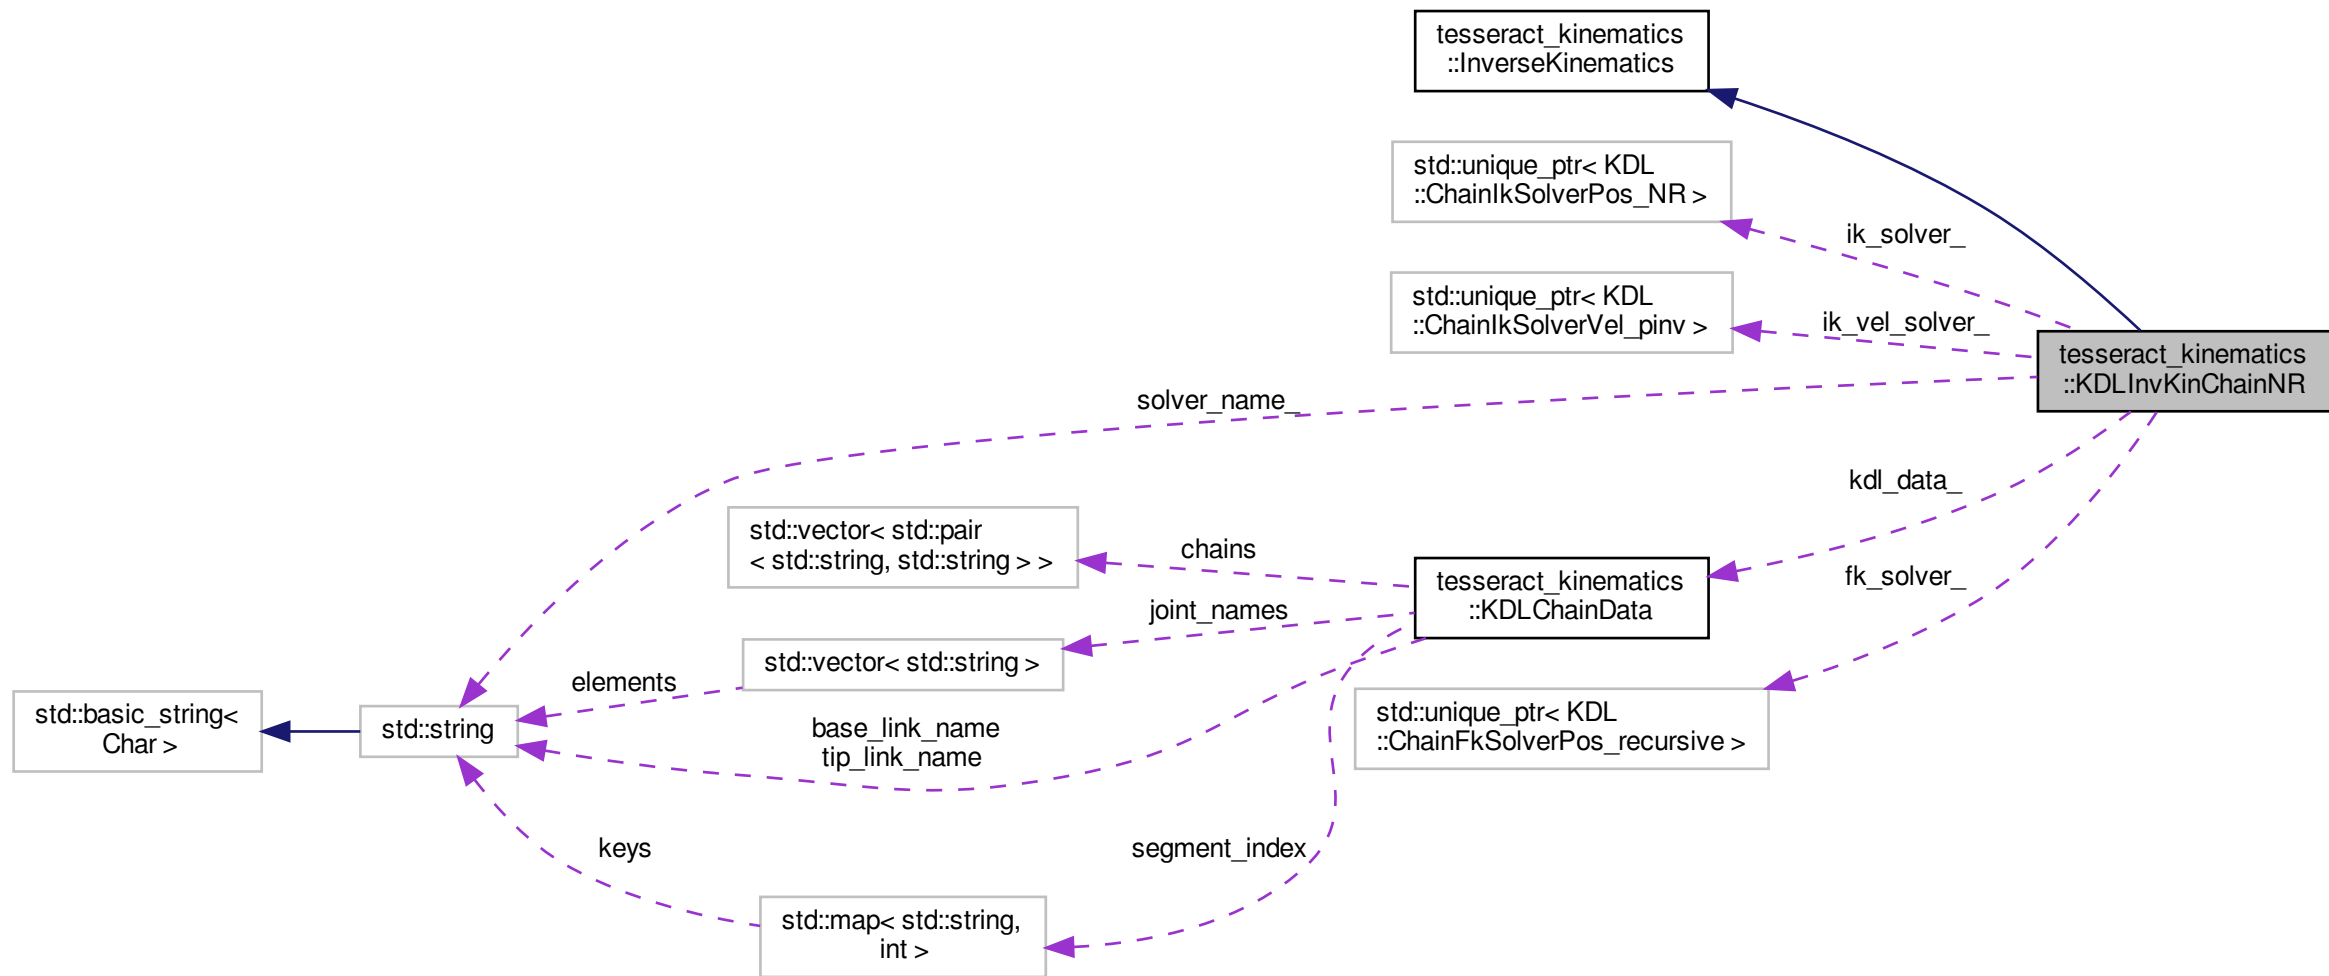 tesseract_kinematics
::InverseKinematics
std::unique_ptr< KDL
::ChainIkSolverPos_NR >
ik_solver_
std::unique_ptr< KDL
::ChainIkSolverVel_pinv >
ik_vel_solver_
tesseract_kinematics
::KDLInvKinChainNR
solver_name_
kdl_data_
std::vector< std::pair
< std::string, std::string > >
chains
tesseract_kinematics
::KDLChainData
fk_solver_
joint_names
std::vector< std::string >
elements
std::basic_string<
Char >
std::string
base_link_name
tip_link_name
std::unique_ptr< KDL
::ChainFkSolverPos_recursive >
keys
segment_index
std::map< std::string,
int >